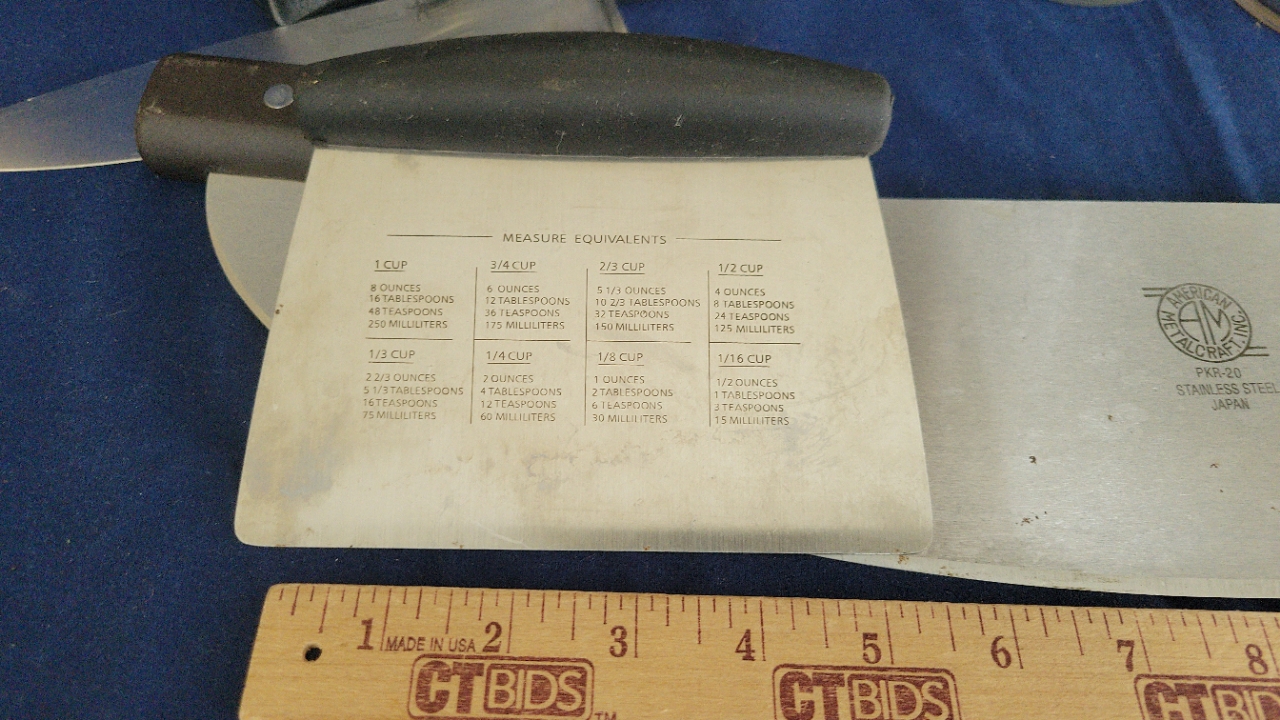 MEASURE EQUIVALENTS
1 CUP
8 OUNCES
16 TABLESPOONS
48 TEASPOONS
250 MILLILITERS
3/4 CUP
6 OUNCES
12 TABLESPOONS
36 TEASPOONS
175 MILLILITERS
2/3 CUP
5 1/3 OUNCES
10 2/3 TABLESPOONS
32 TEASPOONS
150 MILLILITERS
1/2 CUP
4 OUNCES
8 TABLESPOONS
24 TEASPOONS
125 MILLILITERS
1/3 CUP
2 2/3 OUNCES
5 1/3 TABLESPOONS
16 TEASPOONS
75 MILLILITERS
1/4 CUP
2 OUNCES
4 TABLESPOONS
12 TEASPOONS
60 MILLILITERS
1/8 CUP
1 OUNCES
2 TABLESPOONS
6 TEASPOONS
30 MILLILITERS
1/16 CUP
1/2 OUNCES
1 TABLESPOONS
3 TEASPOONS
15 MILLILITERS
AMERICAN
AM
METALCRAFT, INC.
PKR-20
STAINLESS STEEL
JAPAN
1 MADE IN USA 2 3 4 5 6 7 8
CTBIDS™ CTBIDS CTBIDS